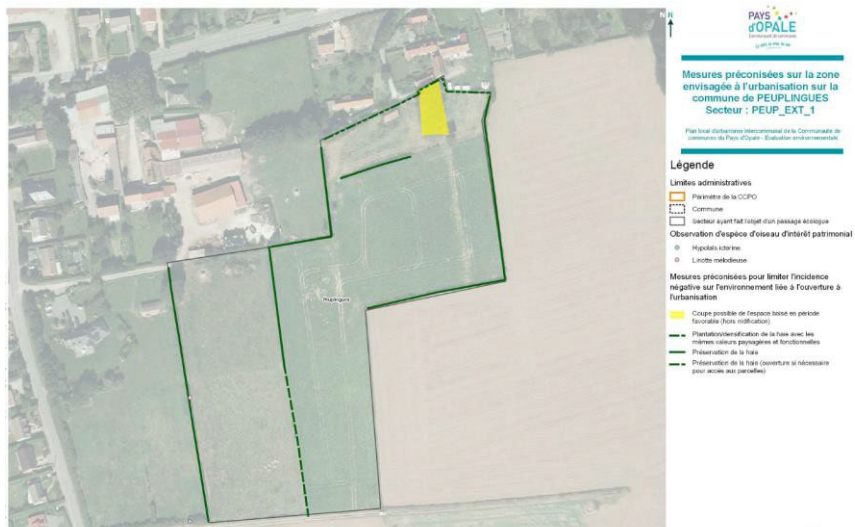 N
PAYS
d'OPALE
Communauté de communes
Mesures préconisées sur la zone
envisagée à l'urbanisation sur la
commune de PEUPLINGUES
Secteur : PEUP_EXT_1
Plan local d'urbanisme intercommunal de la Communauté de
communes du Pays d'Opale - Evaluation environnementale
Légende
Limites administratives
Périmètre de la CCPO
Commune
Secteur ayant fait l'objet d'un passage écologue
Observation d'espèce d'oiseau d'intérêt patrimonial
Hypolaïs ictérine
Linotte mélodieuse
Mesures préconisées pour limiter l'incidence
négative sur l'environnement liée à l'ouverture à
l'urbanisation
Coupe possible de l'espace boisé en période
favorable (hors nidification)
Plantation/densification de la haie avec les
mêmes valeurs paysagères et fonctionnelles
Préservation de la haie
Préservation de la haie (ouverture si nécessaire
pour accès aux parcelles)
Peuplingues